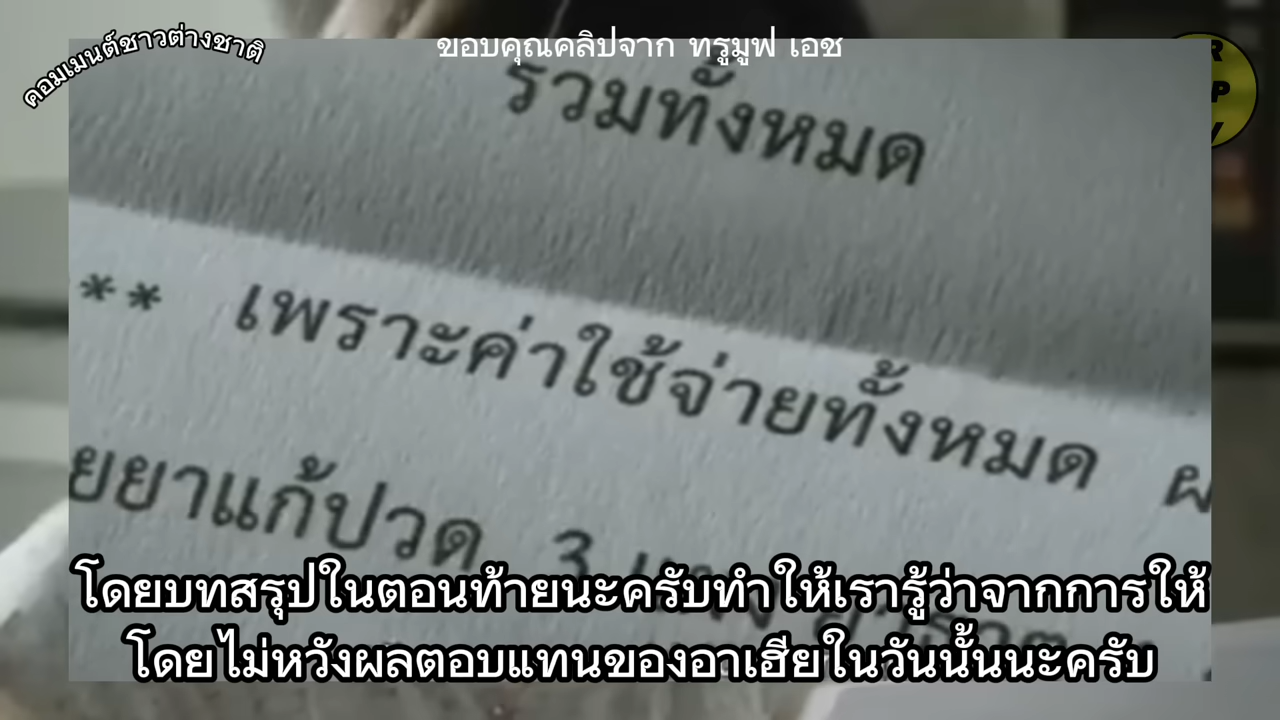 คอมเมนต์ชาวต่างชาติ
ขอบคุณคลิปจาก ทรูมูฟ เอช
R
P
รวมทั้งหมด
** เพราะค่าใช้จ่ายทั้งหมด ผ
ยยาแก้ปวด 3
โดยบทสรุปในตอนท้ายนะครับทำให้เรารู้ว่าจากการให้
โดยไม่หวังผลตอบแทนของอาเฮียในวันนั้นนะครับ